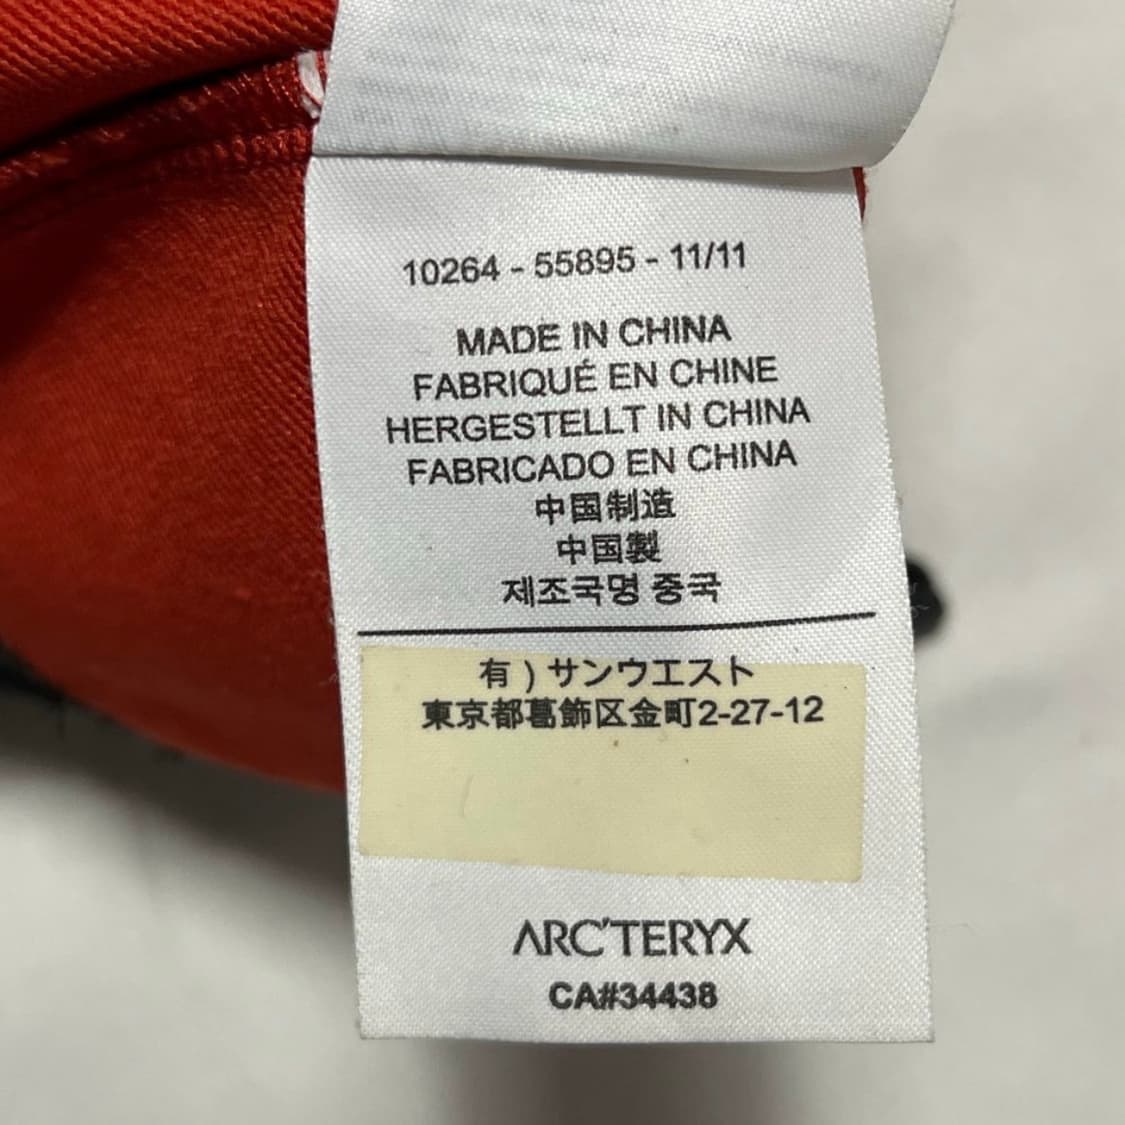 10264 - 55895 - 11/11
MADE IN CHINA
FABRIQUÉ EN CHINE
HERGESTELLT IN CHINA
FABRICADO EN CHINA
中国制造
中国製
제조국명 중국
有）サンウエスト
東京都葛飾区金町2-27-12
ARC'TERYX
CA#34438